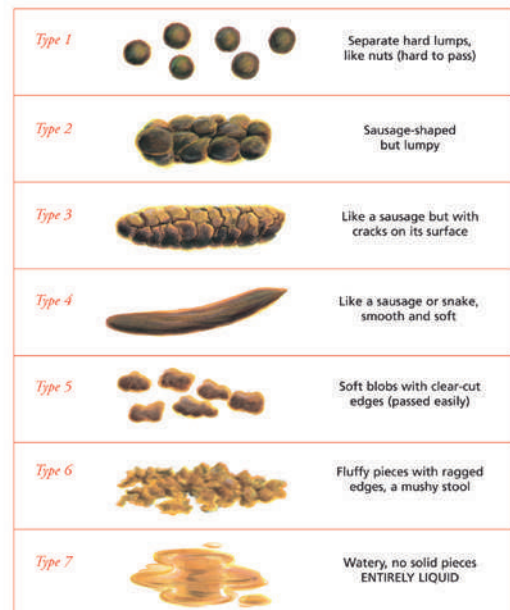 Type 1
Separate hard lumps,
like nuts (hard to pass)
Type 2
Sausage-shaped
but lumpy
Type 3
Like a sausage but with
cracks on its surface
Type 4
Like a sausage or snake,
smooth and soft
Type 5
Soft blobs with clear-cut
edges (passed easily)
Type 6
Fluffy pieces with ragged
edges, a mushy stool
Type 7
Watery, no solid pieces
ENTIRELY LIQUID